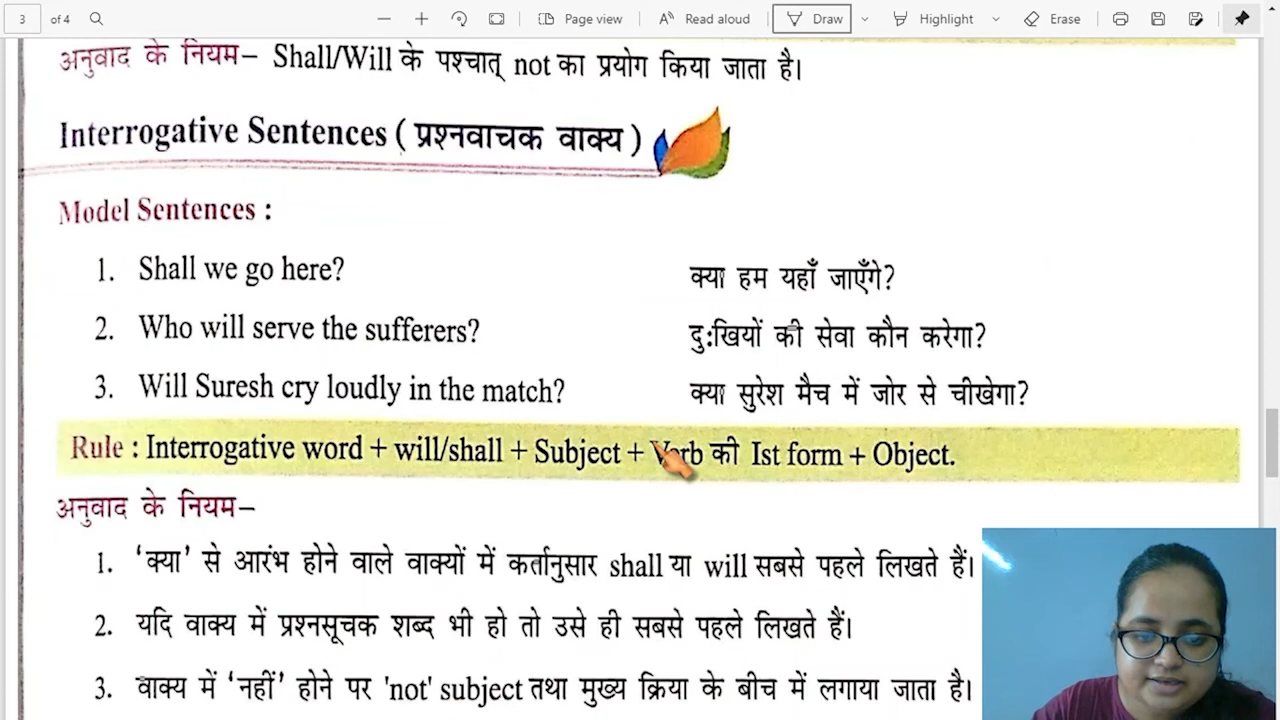 3 of 4 Page view Read aloud Draw Highlight Erase
अनुवाद के नियम– Shall/Will के पश्चात् not का प्रयोग किया जाता है।
Interrogative Sentences ( प्रश्नवाचक वाक्य )
Model Sentences :
1. Shall we go here? क्या हम यहाँ जाएँगे?
2. Who will serve the sufferers? दुःखियों की सेवा कौन करेगा?
3. Will Suresh cry loudly in the match? क्या सुरेश मैच में जोर से चीखेगा?
Rule : Interrogative word + will/shall + Subject + Verb की Ist form + Object.
अनुवाद के नियम–
1. 'क्या' से आरंभ होने वाले वाक्यों में कर्तानुसार shall या will सबसे पहले लिखते हैं।
2. यदि वाक्य में प्रश्नसूचक शब्द भी हो तो उसे ही सबसे पहले लिखते हैं।
3. वाक्य में 'नहीं' होने पर 'not' subject तथा मुख्य क्रिया के बीच में लगाया जाता है।